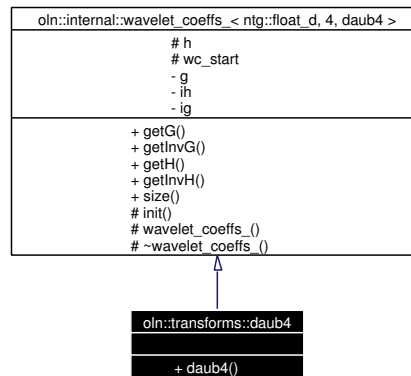 oln::internal::wavelet_coeffs_< ntg::float_d, 4, daub4 >
# h
# wc_start
- g
- ih
- ig
+ getG()
+ getInvG()
+ getH()
+ getInvH()
+ size()
# init()
# wavelet_coeffs_()
# ~wavelet_coeffs_()
oln::transforms::daub4
+ daub4()